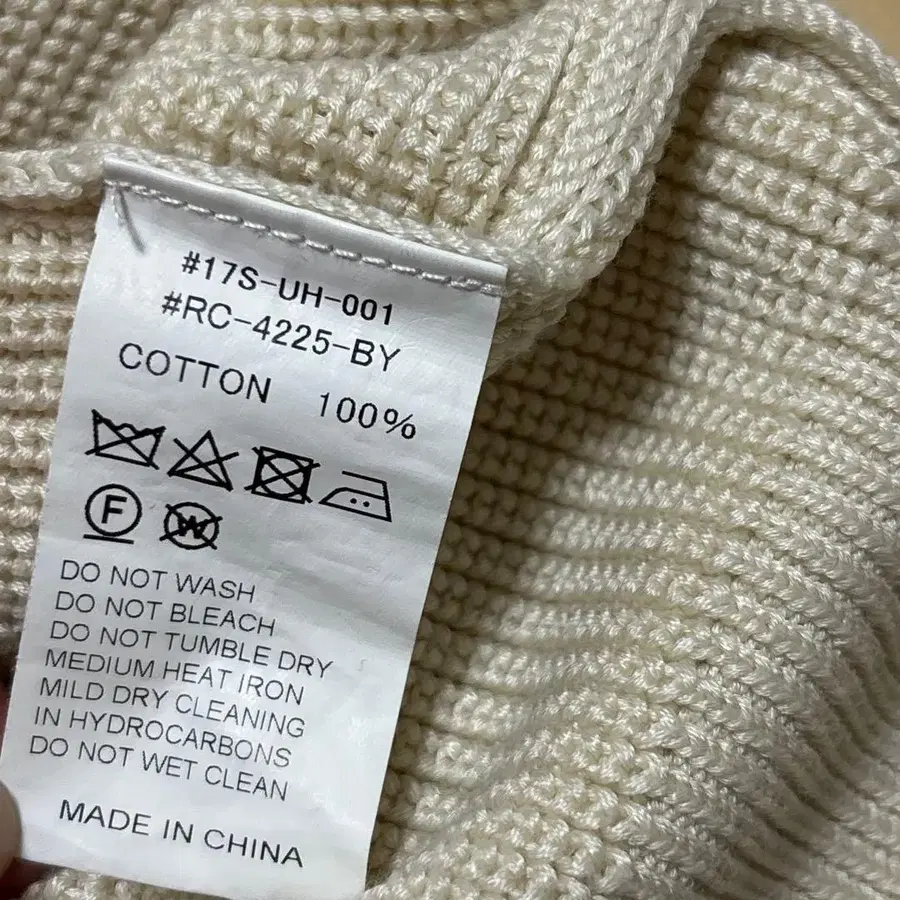 #17S-UH-001
#RC-4225-BY
COTTON 100%
F W
DO NOT WASH
DO NOT BLEACH
DO NOT TUMBLE DRY
MEDIUM HEAT IRON
MILD DRY CLEANING
IN HYDROCARBONS
DO NOT WET CLEAN
MADE IN CHINA